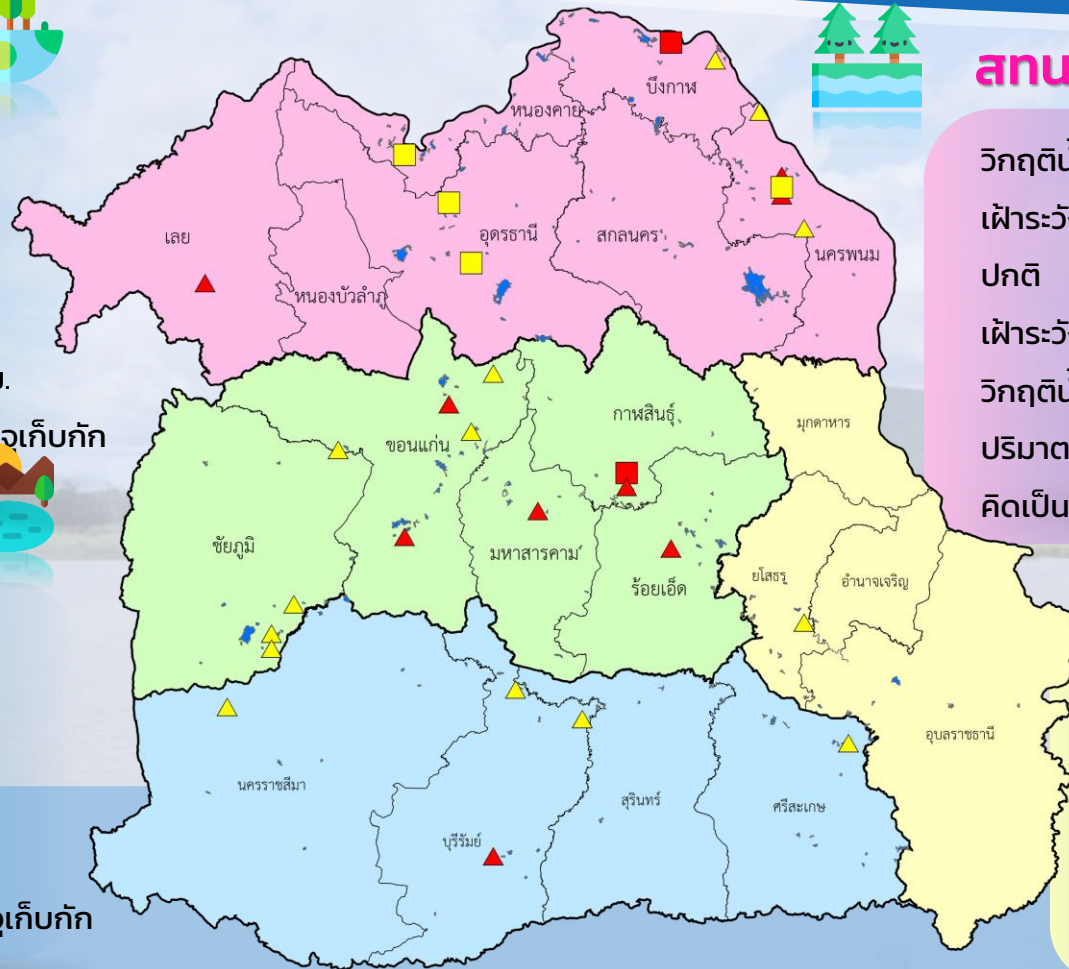 สทน
วิกฤติน้
เฝ้าระวัง
ปกติ
เฝ้าระวัง
วิกฤติน้
ปริมาต
คิดเป็น
บึงกาฬ
หนองคาย
เลย
อุดรธานี
สกลนคร
นครพนม
หนองบัวลำภู
ม.
จุเก็บกัก
กาฬสินธุ์
มุกดาหาร
ขอนแก่น
ชัยภูมิ
มหาสารคาม
ร้อยเอ็ด
ยโสธร
อำนาจเจริญ
อุบลราชธานี
นครราชสีมา
สุรินทร์
ศรีสะเกษ
บุรีรัมย์
จุเก็บกัก